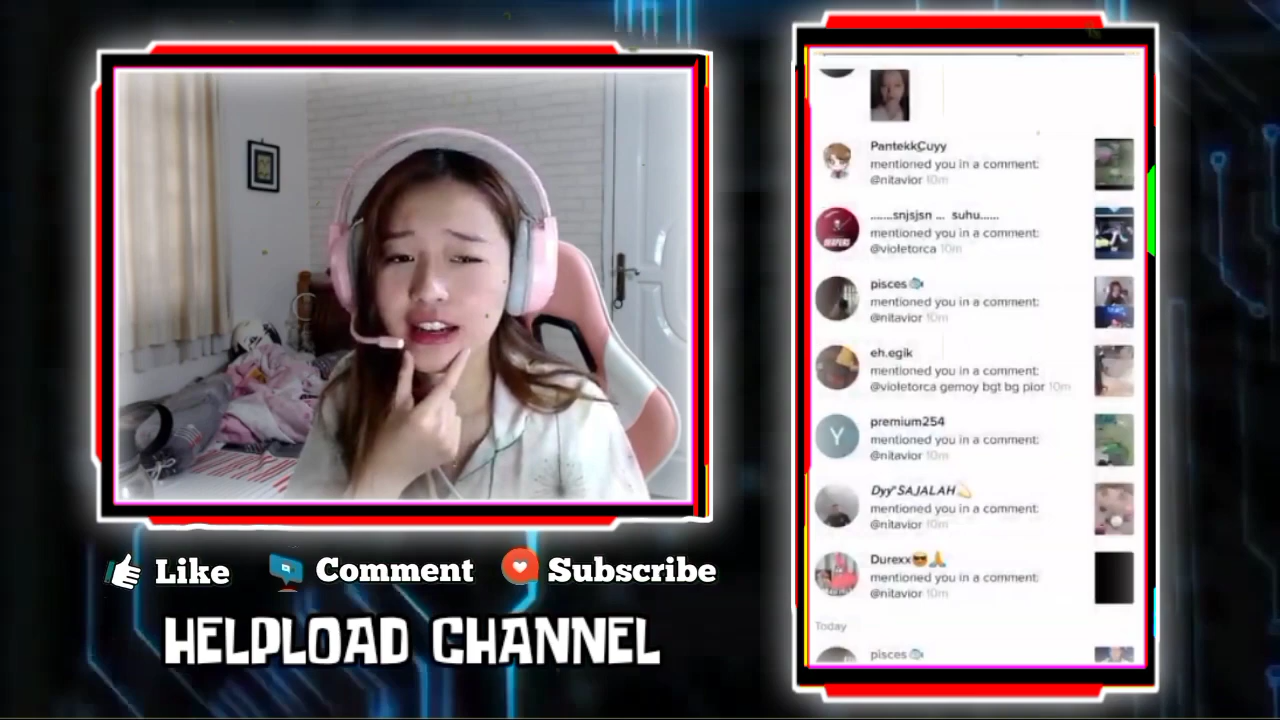 Like
Comment
Subscribe
HELPLOAD CHANNEL
PantekkCuyy
mentioned you in a comment:
@nitavior 10m
.......snjsjsn ... suhu......
mentioned you in a comment:
@violetorca 10m
pisces
mentioned you in a comment:
@nitavior 10m
eh.egik
mentioned you in a comment:
@violetorca gemoy bgt bg pior 10m
premium254
mentioned you in a comment:
@nitavior 10m
Y
Dyy"SAJALAH
mentioned you in a comment:
@nitavior 10m
Durexx
mentioned you in a comment:
@nitavior 10m
Today
pisces